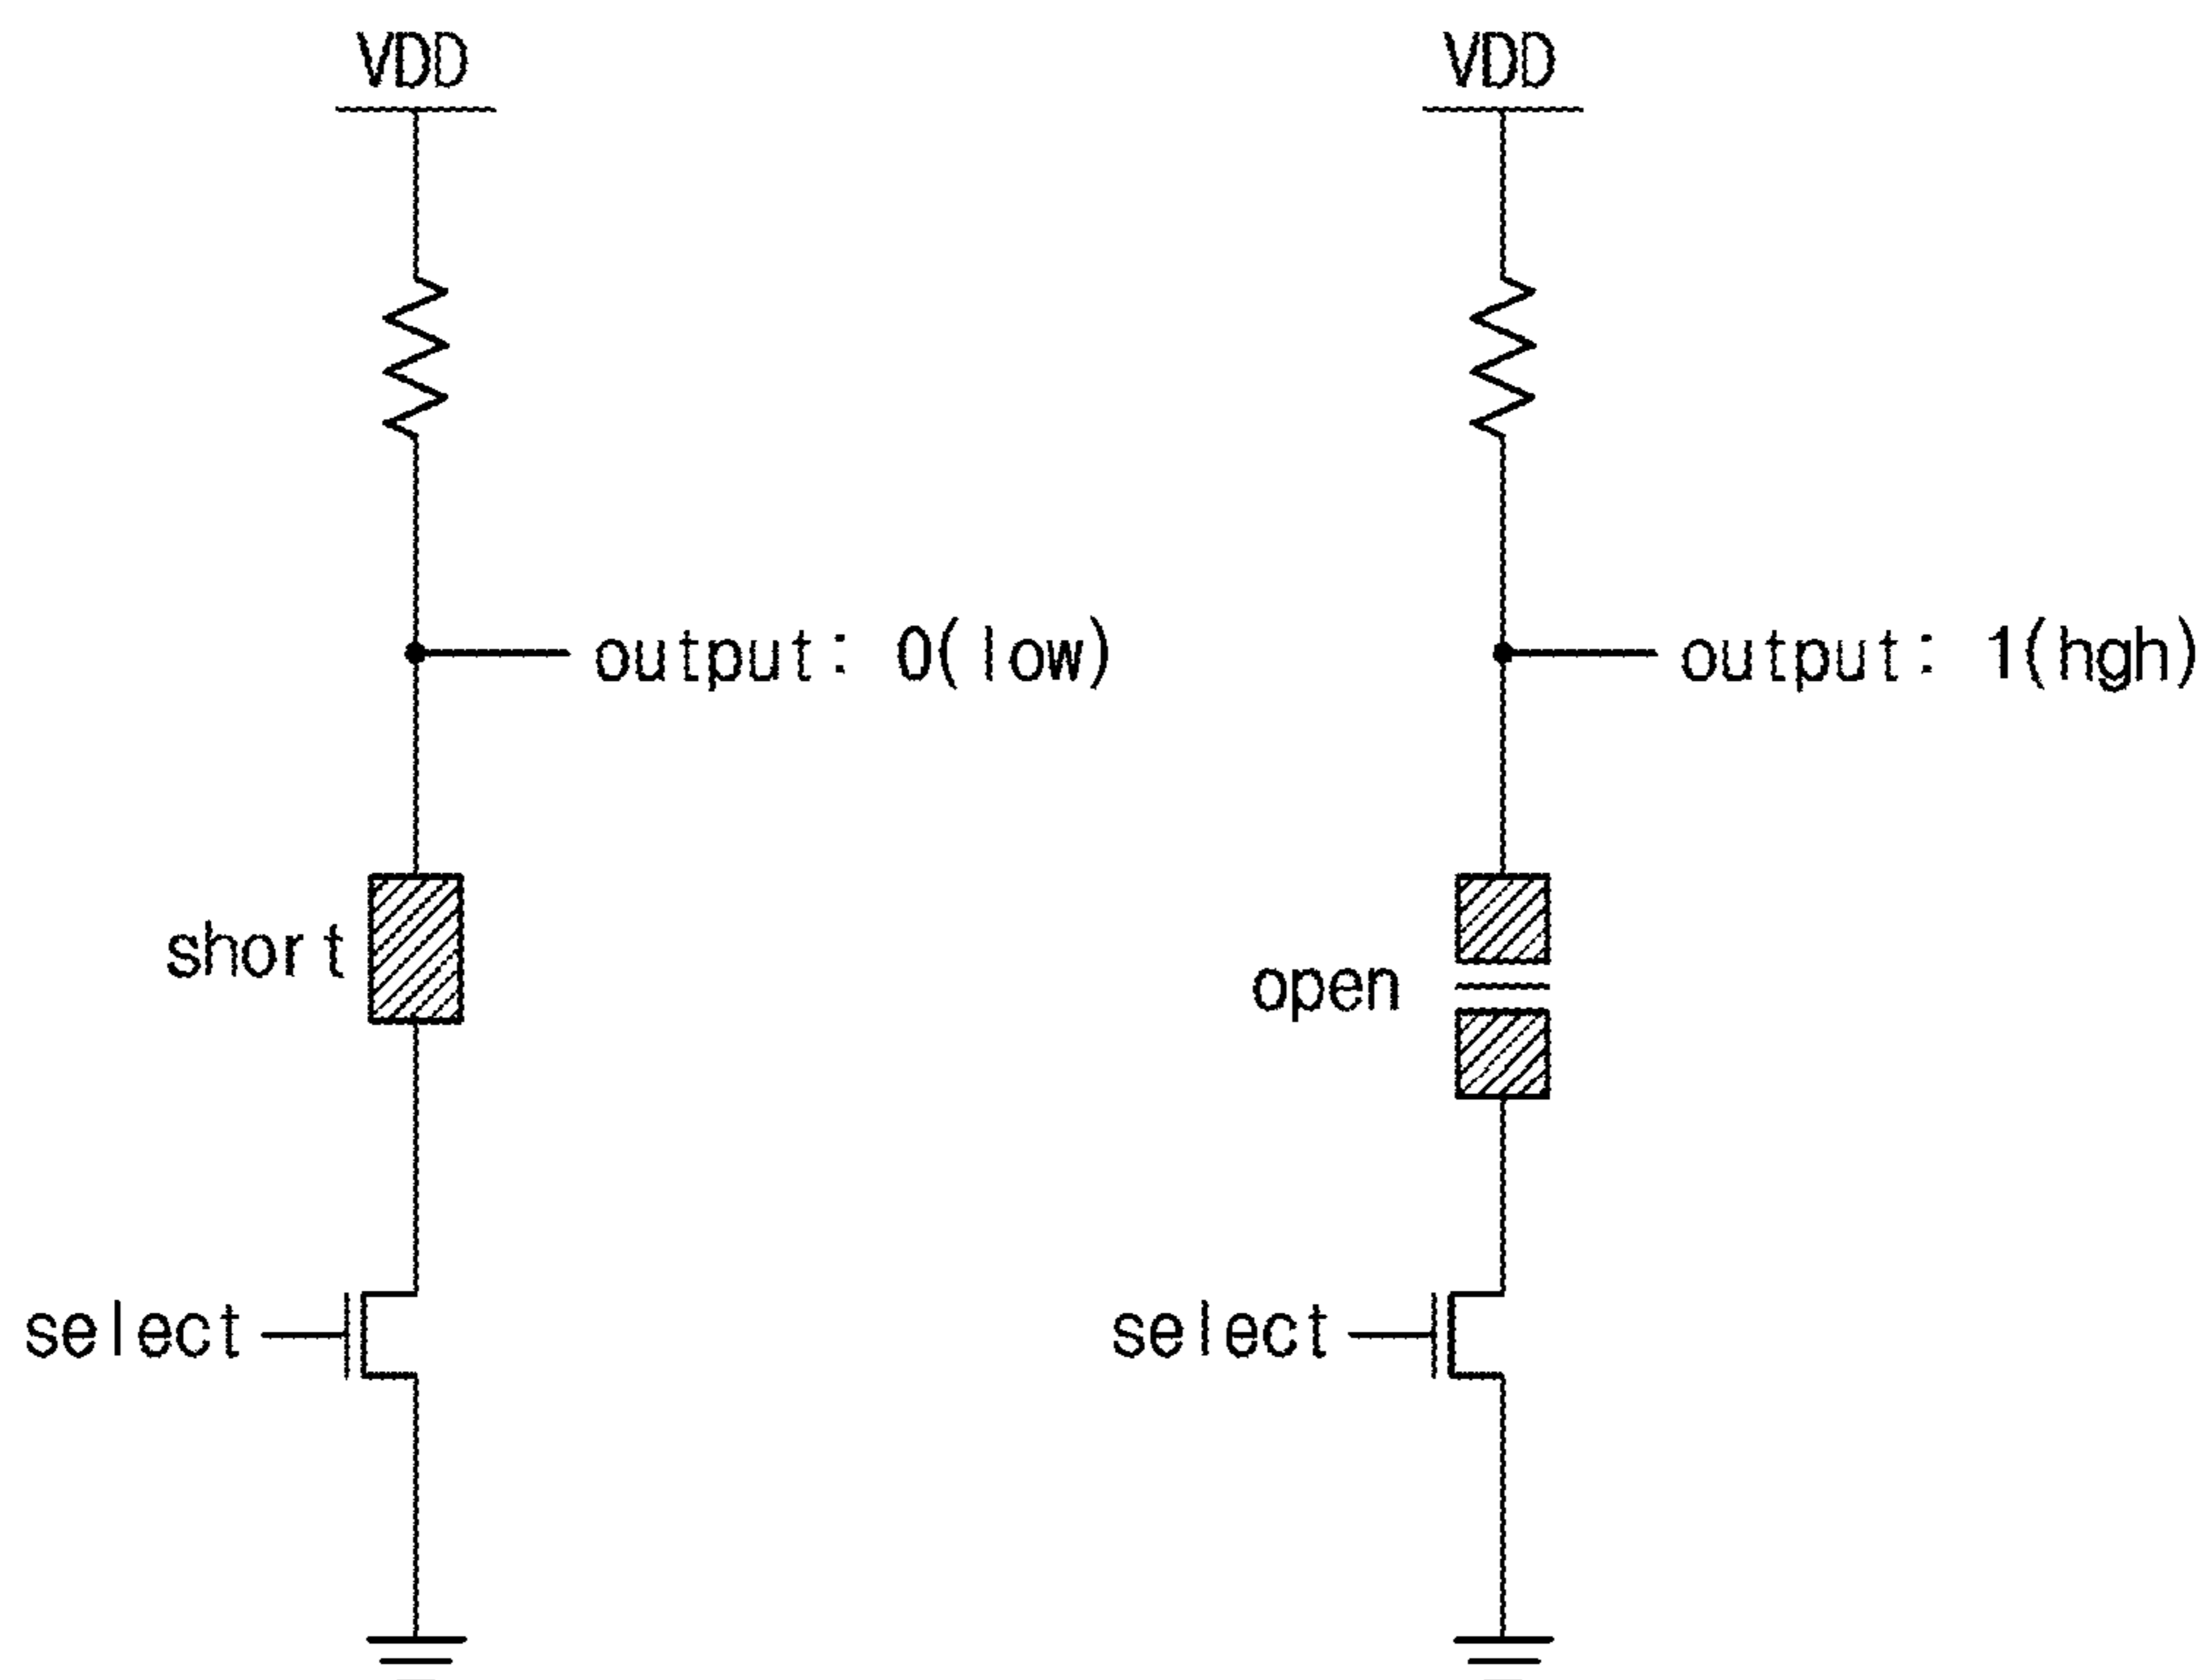 VDD
VDD
output: 0(low)
output: 1(hgh)
short
open
select
select